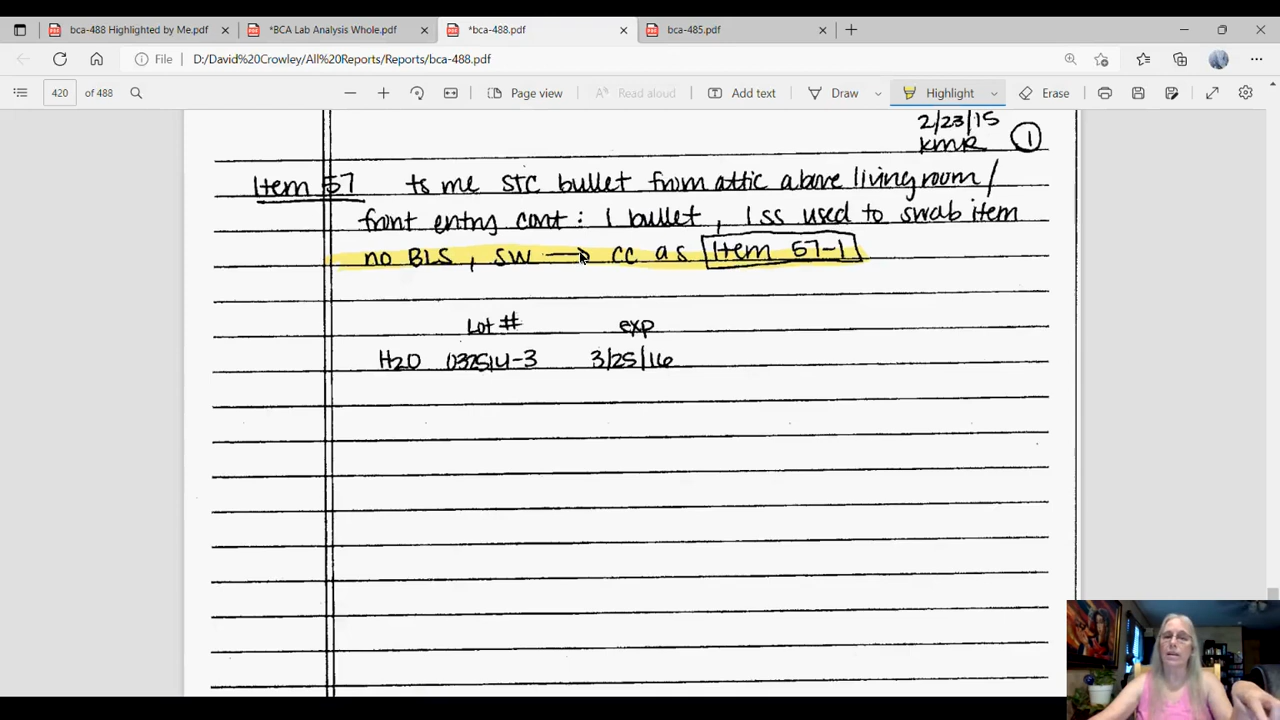 bca-488 Highlighted by Me.pdf
*BCA Lab Analysis Whole.pdf
*bca-488.pdf
bca-485.pdf
File D:/David%20Crowley/All%20Reports/Reports/bca-488.pdf
420 of 488 Page view Read aloud Add text Draw Highlight Erase
2/23/15
KMR 1
Item 57 ts me STC bullet from attic above living room/
front entry cont: 1 bullet, 1 ss used to swab item
no BLS, SW → cc as Item 57-1
Lot # exp
H2O 032514-3 3/25/16